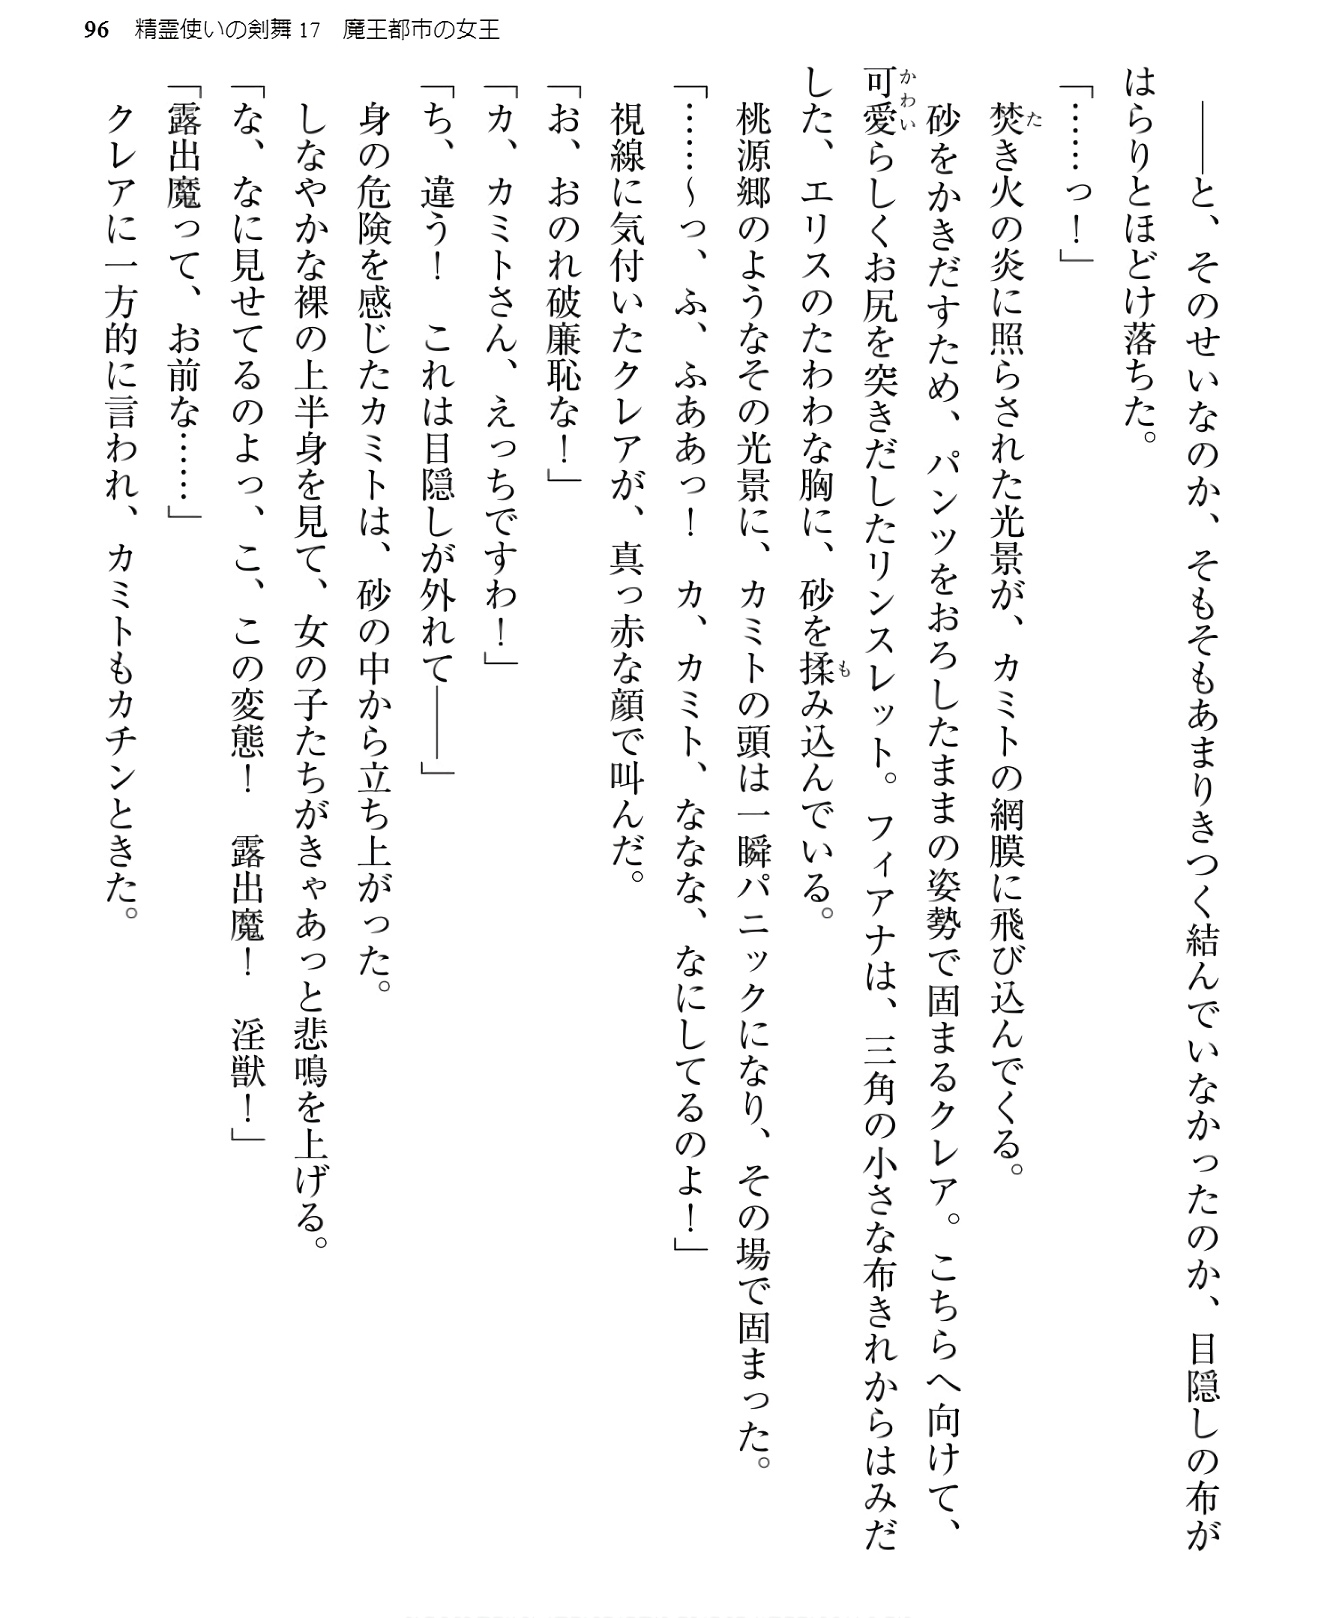 96 精霊使いの剣舞17 魔王都市の女王
――と、そのせいなのか、そもそもあまりきつく結んでいなかったのか、目隠しの布が
はらりとほどけ落ちた。
「……っ！」
焚き火の炎に照らされた光景が、カミトの網膜に飛び込んでくる。
砂をかきだすため、パンツをおろしたままの姿勢で固まるクレア。こちらへ向けて、
可愛らしくお尻を突きだしたリンスレット。フィアナは、三角の小さな布きれからはみだ
した、エリスのたわわな胸に、砂を揉み込んでいる。
桃源郷のようなその光景に、カミトの頭は一瞬パニックになり、その場で固まった。
「……～っ、ふ、ふああっ！　カ、カミト、ななな、なにしてるのよ！」
視線に気付いたクレアが、真っ赤な顔で叫んだ。
「お、おのれ破廉恥な！」
「カ、カミトさん、えっちですわ！」
「ち、違う！　これは目隠しが外れて――」
身の危険を感じたカミトは、砂の中から立ち上がった。
しなやかな裸の上半身を見て、女の子たちがきゃあっと悲鳴を上げる。
「な、なに見せてるのよっ、こ、この変態！　露出魔！　淫獣！」
「露出魔って、お前な……」
クレアに一方的に言われ、カミトもカチンときた。